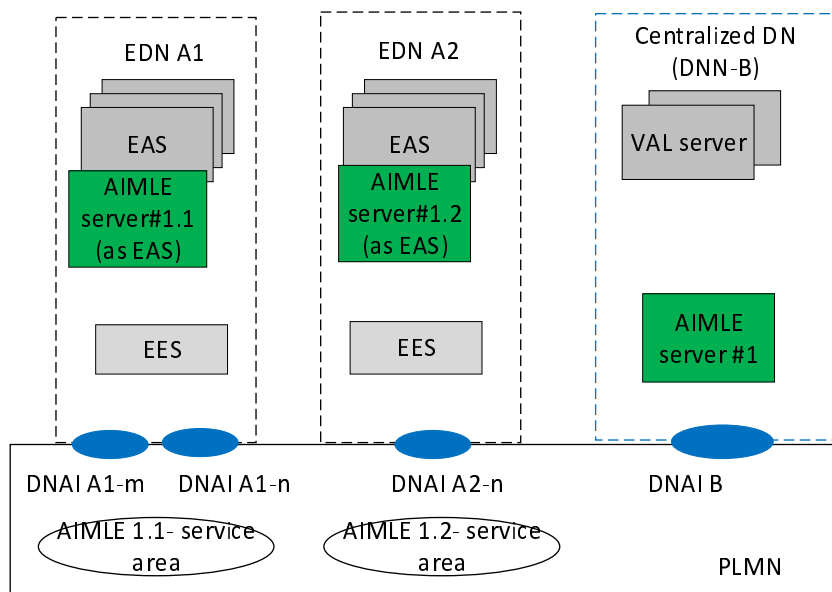 EDN A1
EAS
AIMLE
server#1.1
(as EAS)
EES
EDN A2
EAS
AIMLE
server#1.2
(as EAS)
EES
Centralized DN
(DNN-B)
VAL server
AIMLE
server #1
DNAI A1-m
DNAI A1-n
DNAI A2-n
DNAI B
AIMLE 1.1- service
area
AIMLE 1.2- service
area
PLMN